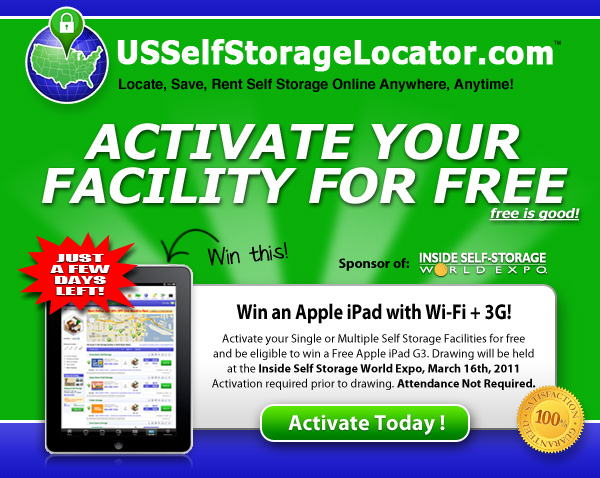 USSelfStorageLocator.com™
Locate, Save, Rent Self Storage Online Anywhere, Anytime!
ACTIVATE YOUR
FACILITY FOR FREE
free is good!
JUST
A FEW
DAYS
LEFT!
Win this!
Sponsor of:
INSIDE SELF-STORAGE
WORLD EXPO
Win an Apple iPad with Wi-Fi + 3G!
Activate your Single or Multiple Self Storage Facilities for free
and be eligible to win a Free Apple iPad G3. Drawing will be held
at the Inside Self Storage World Expo, March 16th, 2011
Activation required prior to drawing. Attendance Not Required.
Activate Today !
SATISFACTION
100%
GUARANTEED